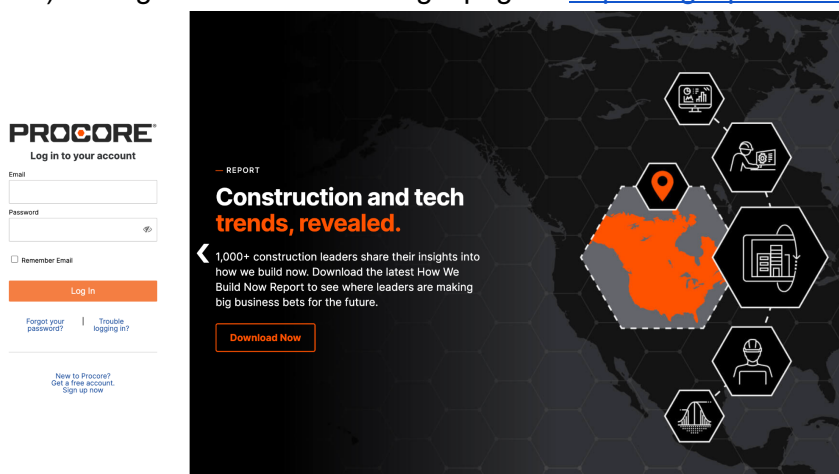 PROCORE
Log in to your account
Email
Password
Remember Email
Log In
Forgot your password? | Trouble logging in?
New to Procore?
Get a free account.
Sign up now
— REPORT
Construction and tech
trends, revealed.
1,000+ construction leaders share their insights into
how we build now. Download the latest How We
Build Now Report to see where leaders are making
big business bets for the future.
Download Now